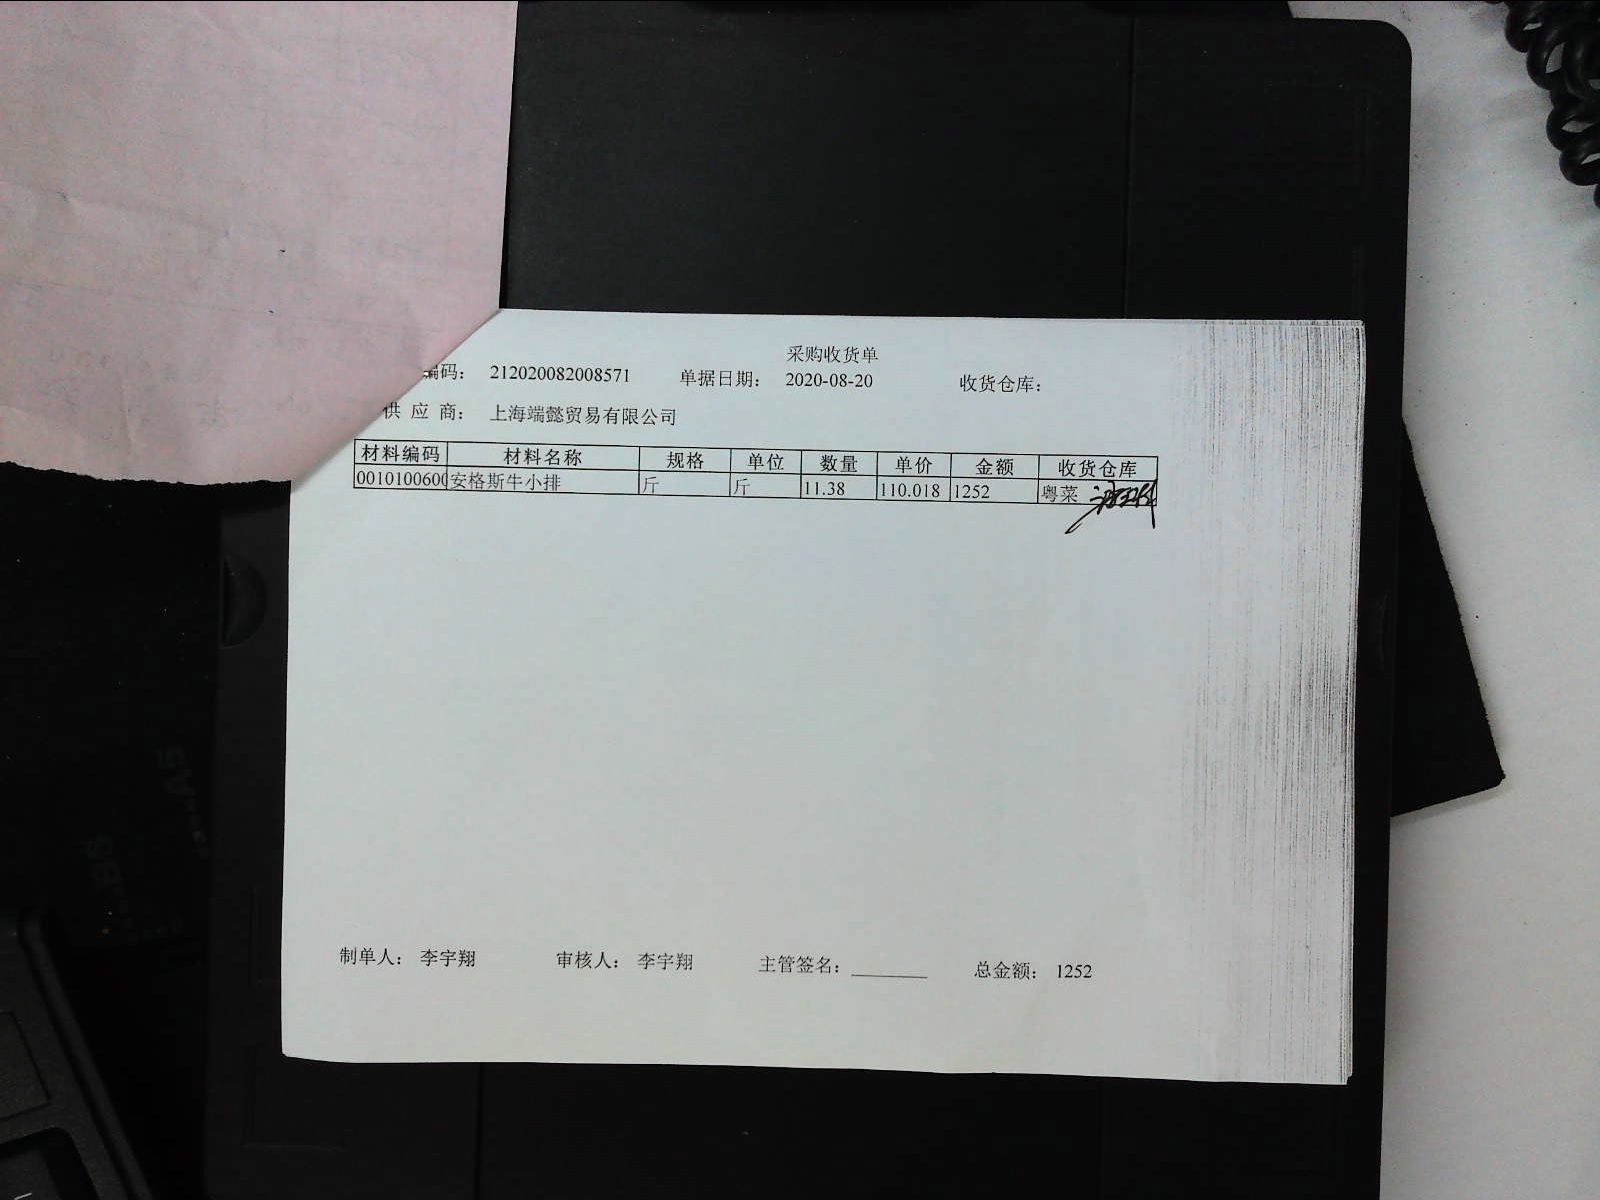 采购收货单
编码： 212020082008571 单据日期： 2020-08-20 收货仓库：
供 应 商： 上海端懿贸易有限公司
材料编码 材料名称 规格 单位 数量 单价 金额 收货仓库
0010100600 安格斯牛小排 斤 斤 11.38 110.018 1252 粤菜
制单人： 李宇翔 审核人： 李宇翔 主管签名： ________ 总金额： 1252